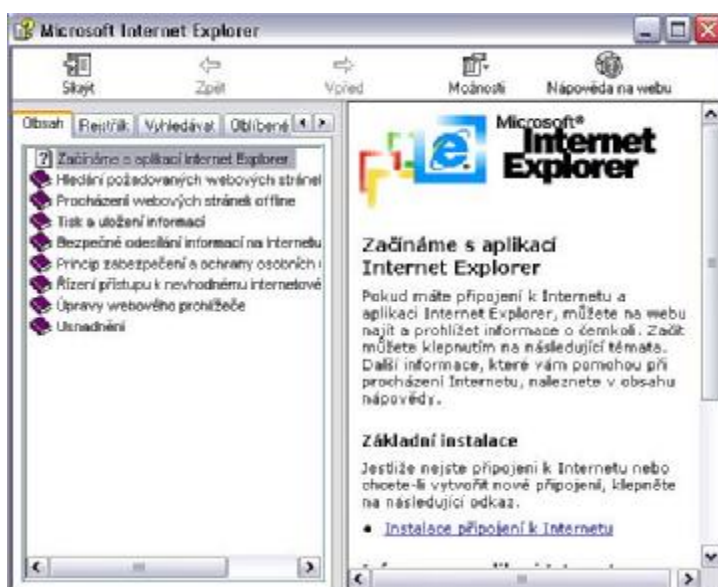 Microsoft Internet Explorer
Skrýt
Zpět
Vpřed
Možnosti
Nápověda na webu
Obsah
Rejstřík
Vyhledávat
Oblíbené
Začínáme s aplikací Internet Explorer
Hledání požadovaných webových stránel
Procházení webových stránek offline
Tisk a uložení informací
Bezpečné odesílání informací na Internetu
Princip zabezpečení a ochrany osobních
Řízení přístupu k nevhodnému internetové
Úpravy webového prohlížeče
Usnadnění
Microsoft®
Internet
Explorer
Začínáme s aplikací
Internet Explorer
Pokud máte připojení k Internetu a
aplikaci Internet Explorer, můžete na webu
najít a prohlížet informace o čemkoli. Začít
můžete klepnutím na následující témata.
Další informace, které vám pomohou při
procházení Internetu, naleznete v obsahu
nápovědy.
Základní instalace
Jestliže nejste připojeni k Internetu nebo
chcete-li vytvořit nové připojení, klepněte
na následující odkaz.
• Instalace připojení k Internetu